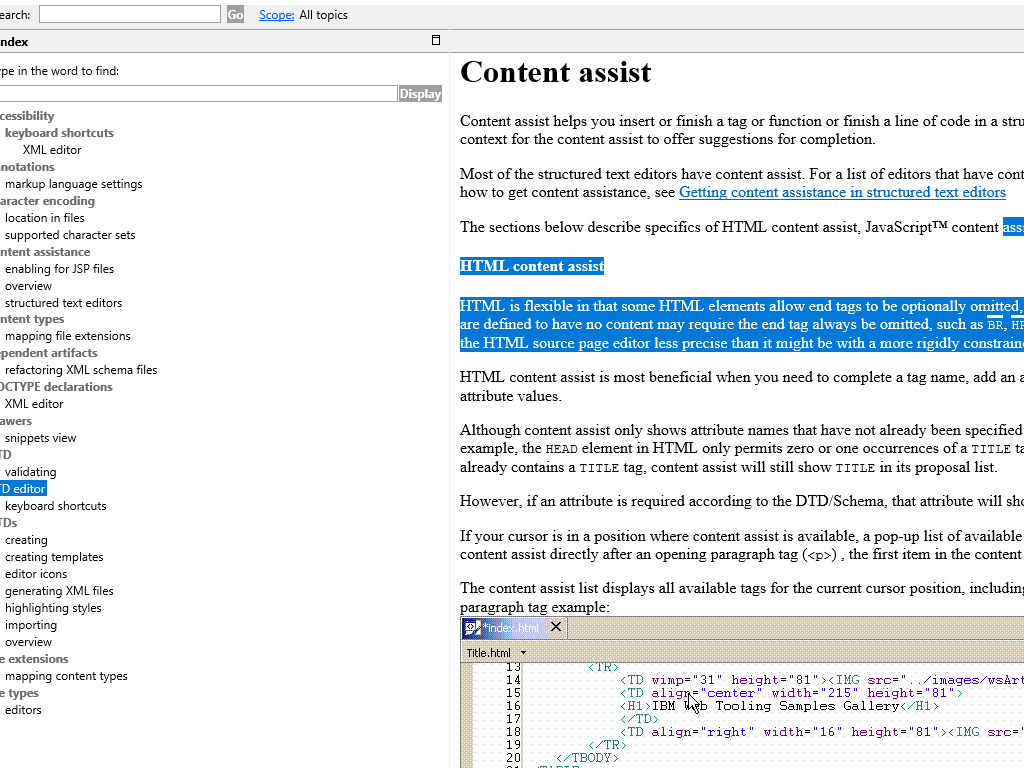 earch: Go Scope: All topics
ndex
pe in the word to find:
Display
cessibility
keyboard shortcuts
XML editor
notations
markup language settings
aracter encoding
location in files
supported character sets
ntent assistance
enabling for JSP files
overview
structured text editors
ntent types
mapping file extensions
ependent artifacts
refactoring XML schema files
OCTYPE declarations
XML editor
awers
snippets view
TD
validating
TD editor
keyboard shortcuts
TDs
creating
creating templates
editor icons
generating XML files
highlighting styles
importing
overview
e extensions
mapping content types
e types
editors
Content assist
Content assist helps you insert or finish a tag or function or finish a line of code in a stru
context for the content assist to offer suggestions for completion.
Most of the structured text editors have content assist. For a list of editors that have cont
how to get content assistance, see Getting content assistance in structured text editors
The sections below describe specifics of HTML content assist, JavaScript™ content assi
HTML content assist
HTML is flexible in that some HTML elements allow end tags to be optionally omitted,
are defined to have no content may require the end tag always be omitted, such as BR, HR
the HTML source page editor less precise than it might be with a more rigidly constraine
HTML content assist is most beneficial when you need to complete a tag name, add an a
attribute values.
Although content assist only shows attribute names that have not already been specified
example, the HEAD element in HTML only permits zero or one occurrences of a TITLE ta
already contains a TITLE tag, content assist will still show TITLE in its proposal list.
However, if an attribute is required according to the DTD/Schema, that attribute will sho
If your cursor is in a position where content assist is available, a pop-up list of available
content assist directly after an opening paragraph tag (<p>) , the first item in the content
The content assist list displays all available tags for the current cursor position, including
paragraph tag example:
*index.html
Title.html
13 <TR>
14 <TD wimp="31" height="81"><IMG src="../images/wsArt
15 <TD align="center" width="215" height="81">
16 <H1>IBM Web Tooling Samples Gallery</H1>
17 </TD>
18 <TD align="right" width="16" height="81"><IMG src="
19 </TR>
20 </TBODY>